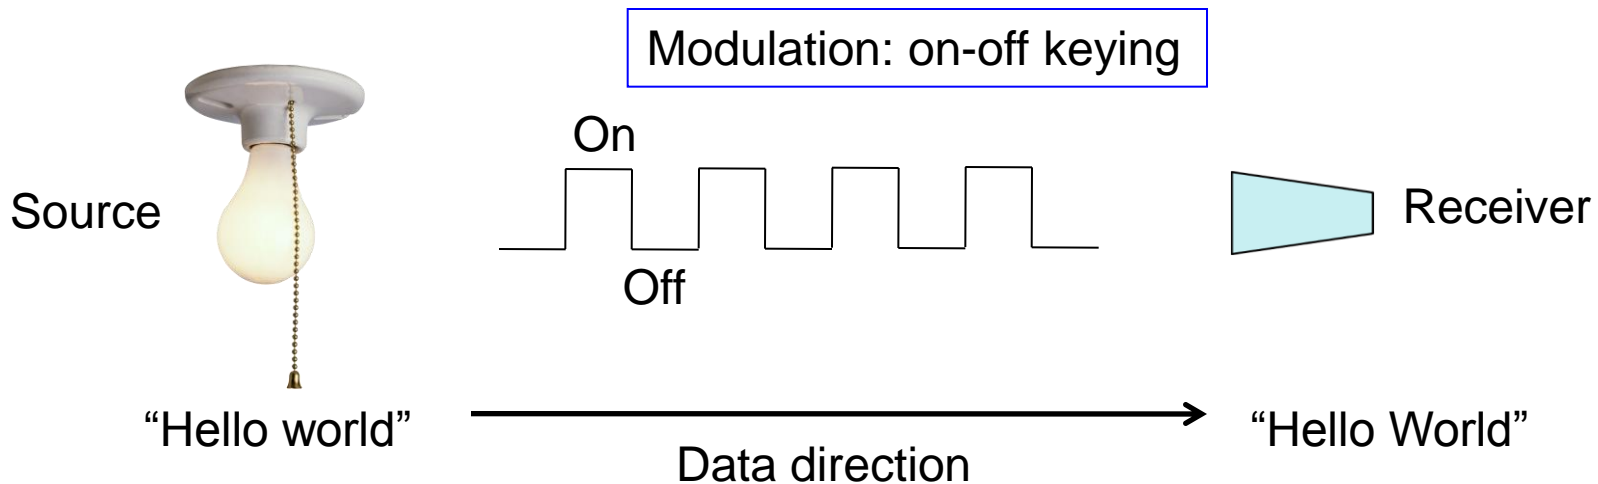 Modulation: on-off keying
On
Source
Receiver
Off
“Hello world”
“Hello World”
Data direction